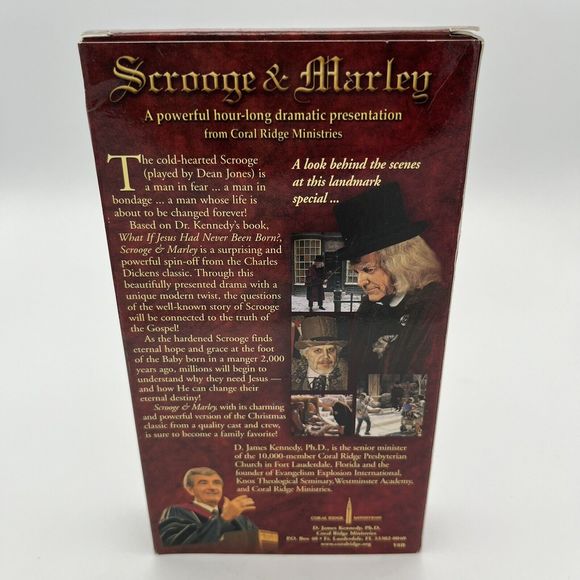 Scrooge & Marley
A powerful hour-long dramatic presentation
from Coral Ridge Ministries
The cold-hearted Scrooge
(played by Dean Jones) is
a man in fear ... a man in
bondage ... a man whose life is
about to be changed forever!
Based on Dr. Kennedy's book,
What If Jesus Had Never Been Born?,
Scrooge & Marley is a surprising and
powerful spin-off from the Charles
Dickens classic. Through this
beautifully presented drama with a
unique modern twist, the questions
of the well-known story of Scrooge
will be connected to the truth of
the Gospel!
As the hardened Scrooge finds
eternal hope and grace at the foot
of the Baby born in a manger 2,000
years ago, millions will begin to
understand why they need Jesus —
and how He can change their
eternal destiny!
Scrooge & Marley, with its charming
and powerful version of the Christmas
classic from a quality cast and crew,
is sure to become a family favorite!
A look behind the scenes
at this landmark
special ...
D. James Kennedy, Ph.D., is the senior minister
of the 10,000-member Coral Ridge Presbyterian
Church in Fort Lauderdale, Florida and the
founder of Evangelism Explosion International,
Knox Theological Seminary, Westminster Academy,
and Coral Ridge Ministries.
CORAL RIDGE MINISTRIES
D. James Kennedy, Ph.D.
Coral Ridge Ministries
P.O. Box 40 • Ft. Lauderdale, FL 33302-0040
www.coralridge.org